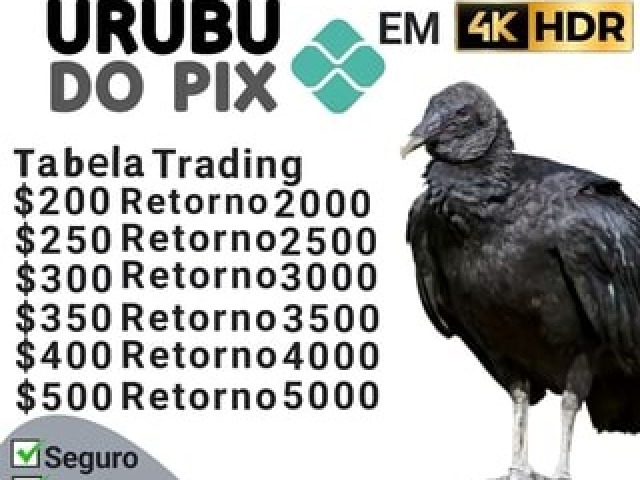 URUBU
DO PIX
EM 4K HDR
Tabela Trading
$200 Retorno 2000
$250 Retorno 2500
$300 Retorno 3000
$350 Retorno 3500
$400 Retorno 4000
$500 Retorno 5000
Seguro